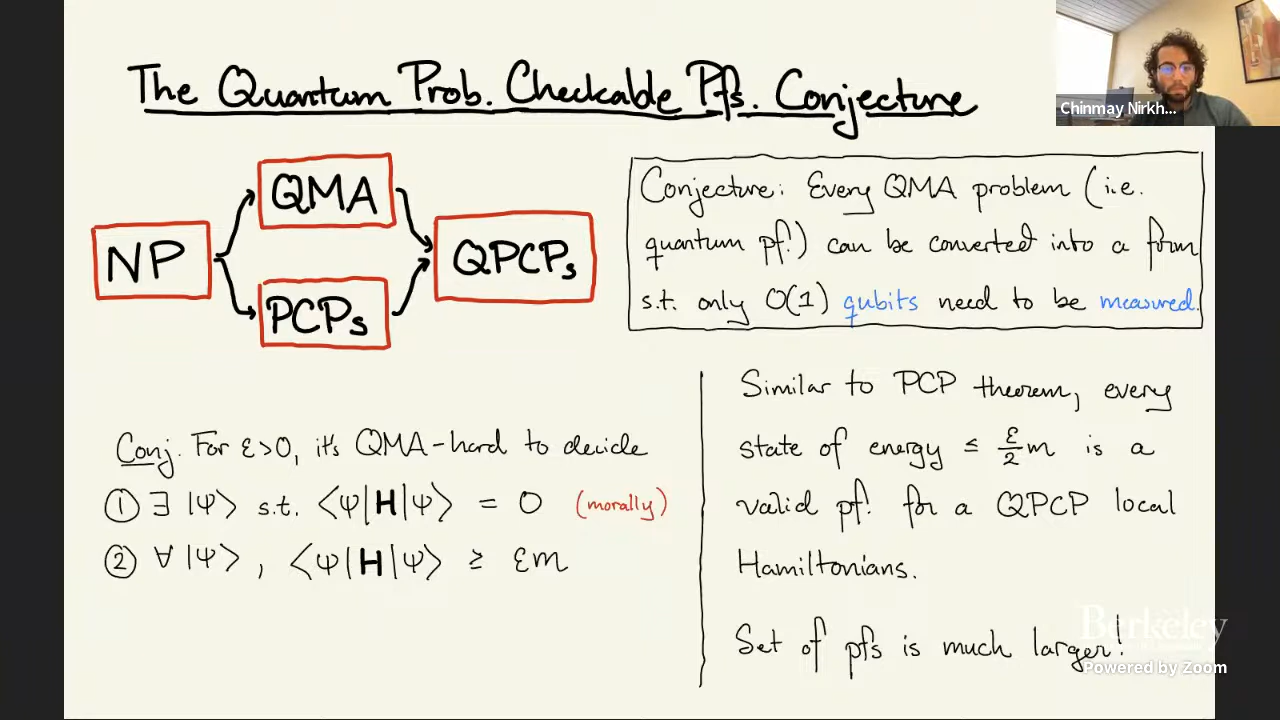 The Quantum Prob. Checkable Pfs. Conjecture
Chinmay Nirkh...
NP
QMA
PCPs
QPCPs
Conjecture: Every QMA problem (i.e.
quantum pf!) can be converted into a form
s.t. only O(1) qubits need to be measured.
Conj. For ε>0, it's QMA-hard to decide
① ∃ |Ψ⟩ s.t. ⟨Ψ|H|Ψ⟩ = 0 (morally)
② ∀ |Ψ⟩, ⟨Ψ|H|Ψ⟩ ≥ εm
Similar to PCP theorem, every
state of energy ≤ ε/2 m is a
valid pf! for a QPCP local
Hamiltonians.
Set of pfs is much larger!
Berkeley
Powered by Zoom